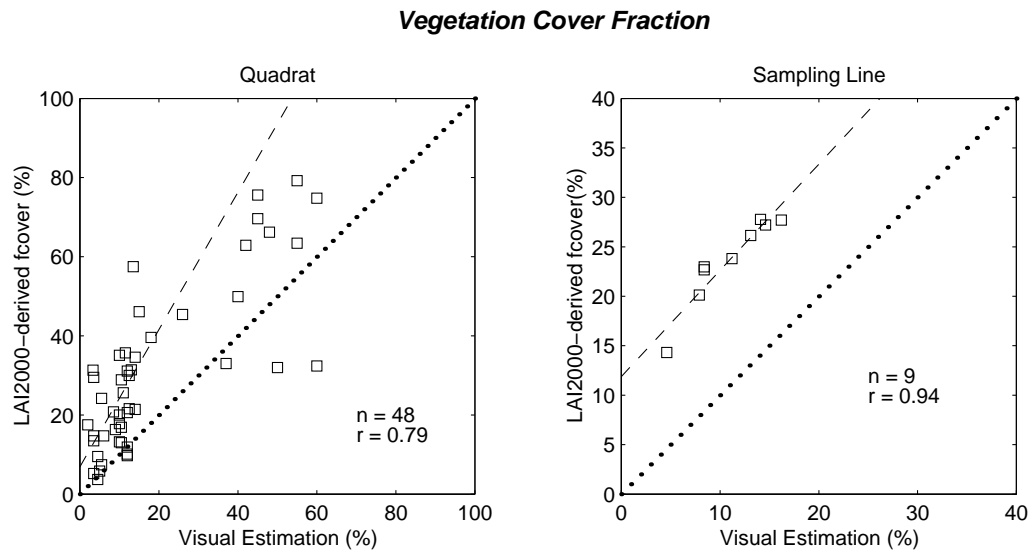 Vegetation Cover Fraction
Quadrat
100
80
60
40
20
0
0 20 40 60 80 100
LAI2000−derived fcover (%)
Visual Estimation (%)
n = 48
r = 0.79
Sampling Line
40
35
30
25
20
15
10
5
0
0 10 20 30 40
LAI2000−derived fcover(%)
Visual Estimation (%)
n = 9
r = 0.94